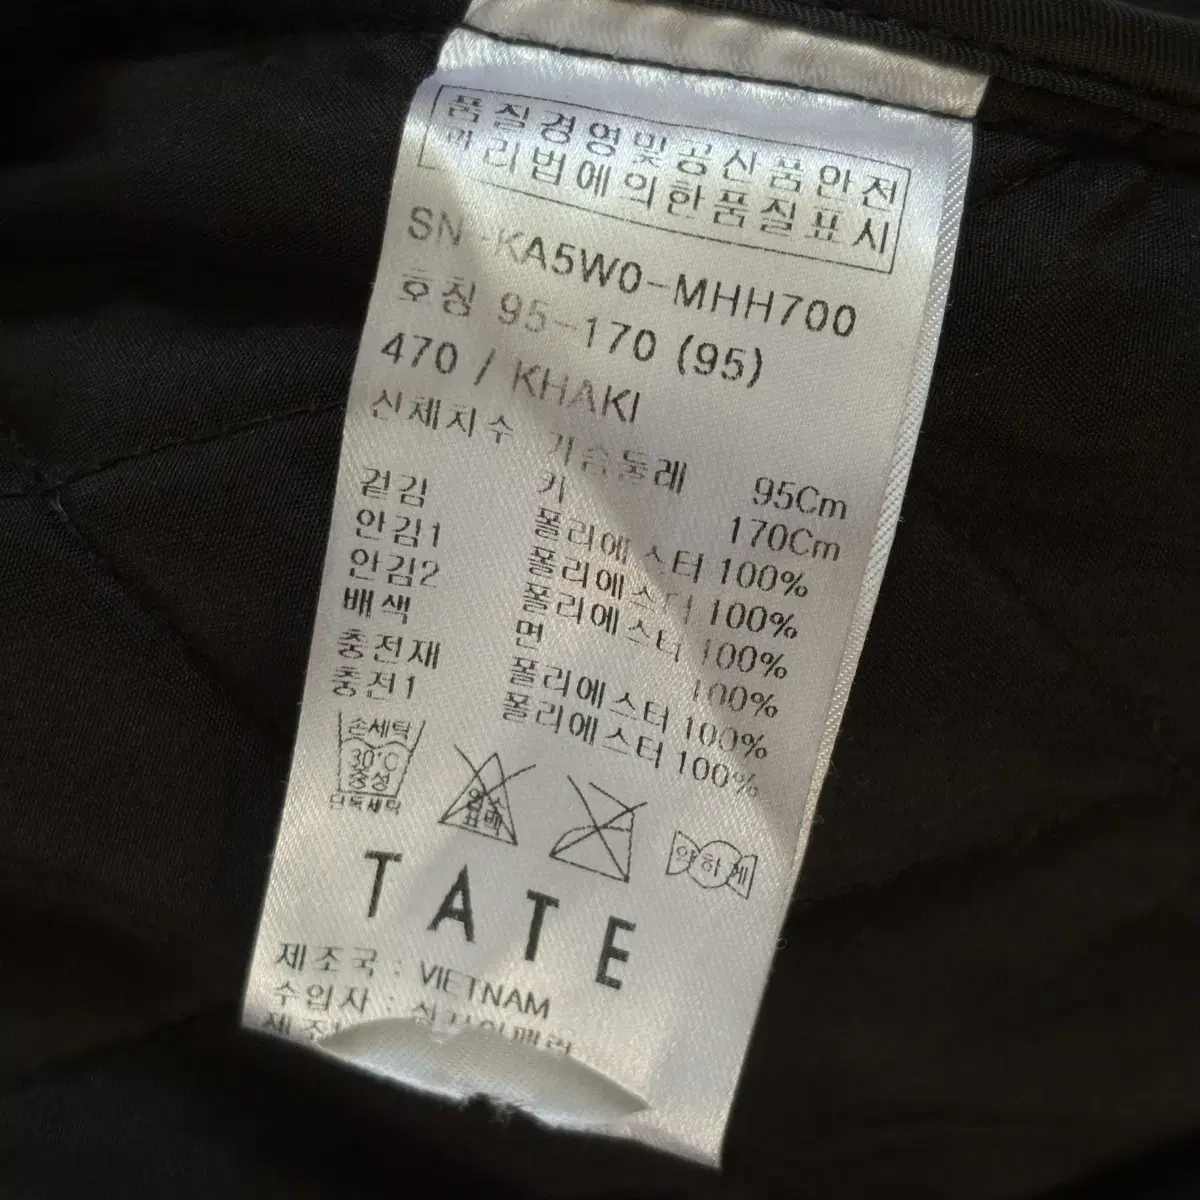 품질경영및공산품안전
관리법에의한품질표시
SN-KA5W0-MHH700
호칭 95-170 (95)
470 / KHAKI
신체치수 가슴둘레 95Cm
키 170Cm
겉감 폴리에스터 100%
안감1 폴리에스터 100%
안감2 폴리에스터 100%
배색 면 100%
충전재 폴리에스터 100%
충전1 폴리에스터 100%
손세탁
30°C
중성
단독세탁
염소
표백
약하게
TATE
제조국 : VIETNAM
수입자 :